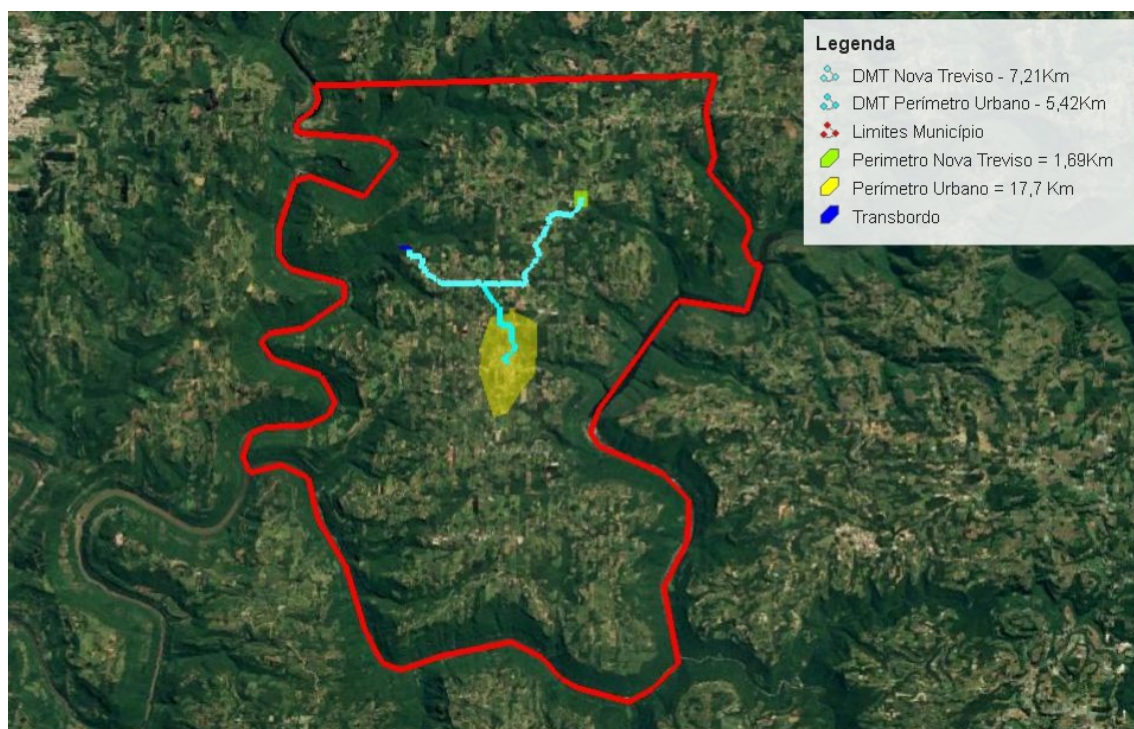 Legenda
DMT Nova Treviso - 7,21Km
DMT Perímetro Urbano - 5,42Km
Limites Município
Perimetro Nova Treviso = 1,69Km
Perímetro Urbano = 17,7 Km
Transbordo